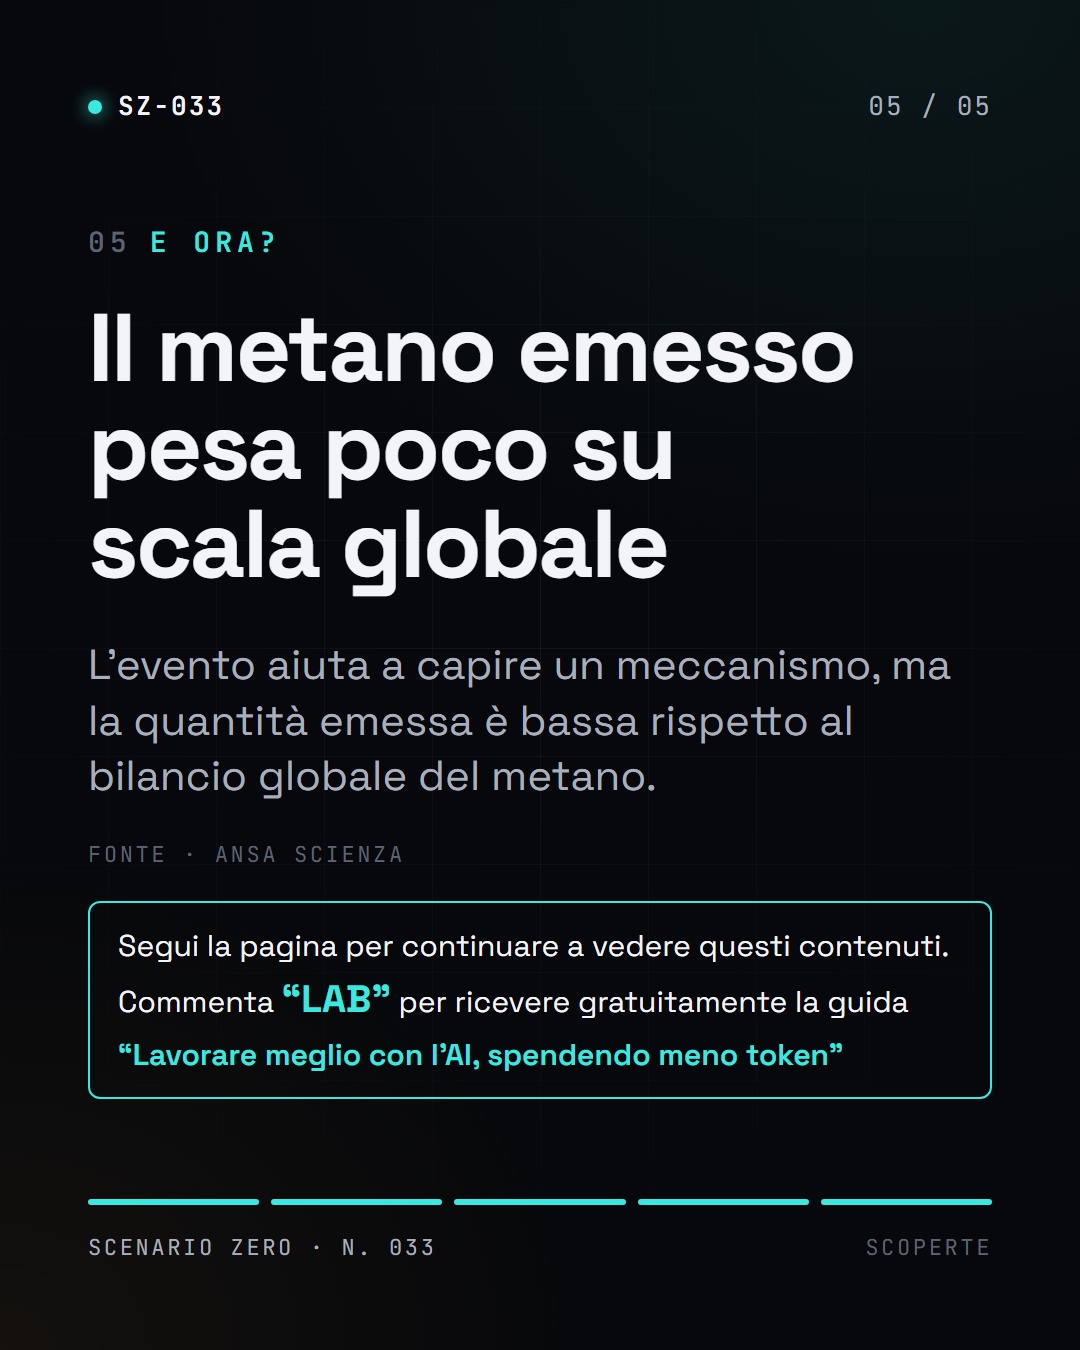 SZ-033
05 / 05
05 E ORA?
Il metano emesso
pesa poco su
scala globale
L’evento aiuta a capire un meccanismo, ma
la quantità emessa è bassa rispetto al
bilancio globale del metano.
FONTE · ANSA SCIENZA
Segui la pagina per continuare a vedere questi contenuti.
Commenta “LAB” per ricevere gratuitamente la guida
“Lavorare meglio con l’AI, spendendo meno token”
SCENARIO ZERO · N. 033
SCOPERTE